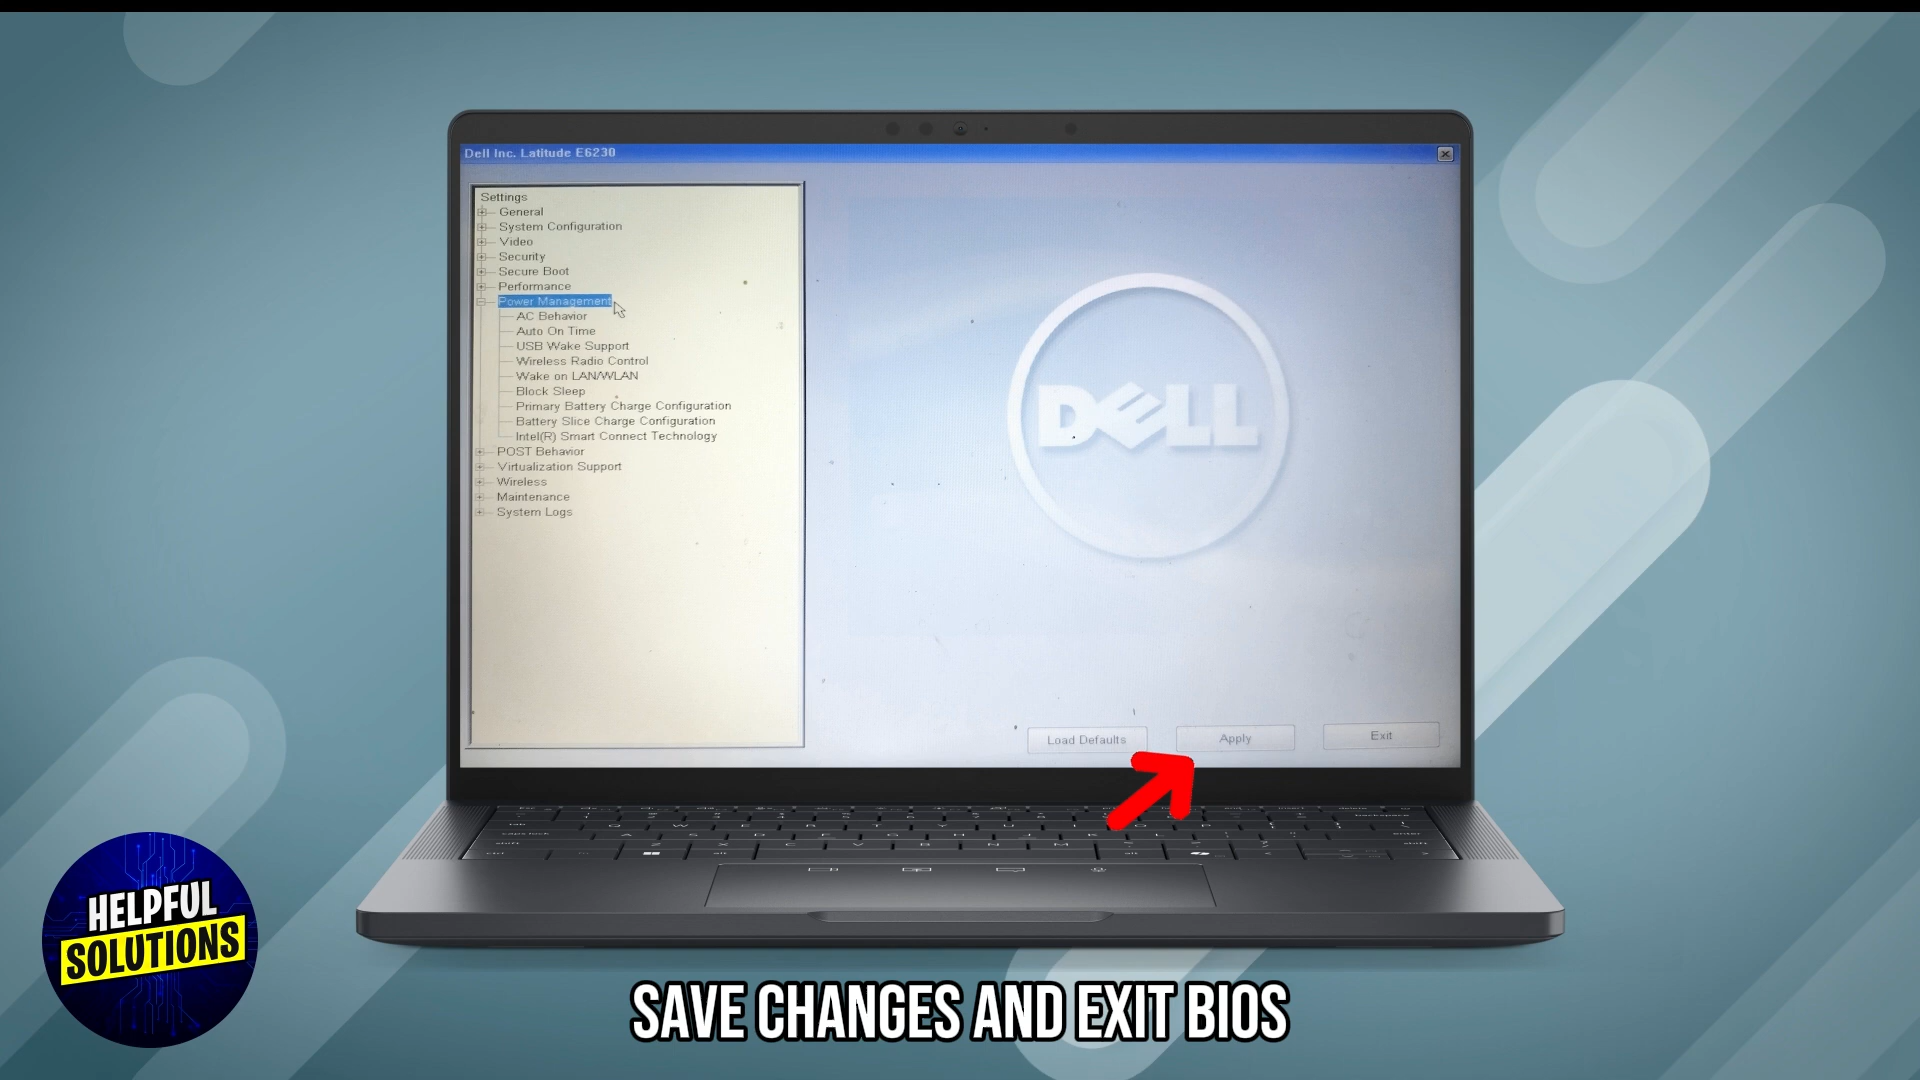 Dell Inc. Latitude E6230
Settings
General
System Configuration
Video
Security
Secure Boot
Performance
Power Management
AC Behavior
Auto On Time
USB Wake Support
Wireless Radio Control
Wake on LAN/WLAN
Block Sleep
Primary Battery Charge Configuration
Battery Slice Charge Configuration
Intel(R) Smart Connect Technology
POST Behavior
Virtualization Support
Wireless
Maintenance
System Logs
DELL
Load Defaults
Apply
Exit
HELPFUL
SOLUTIONS
SAVE CHANGES AND EXIT BIOS